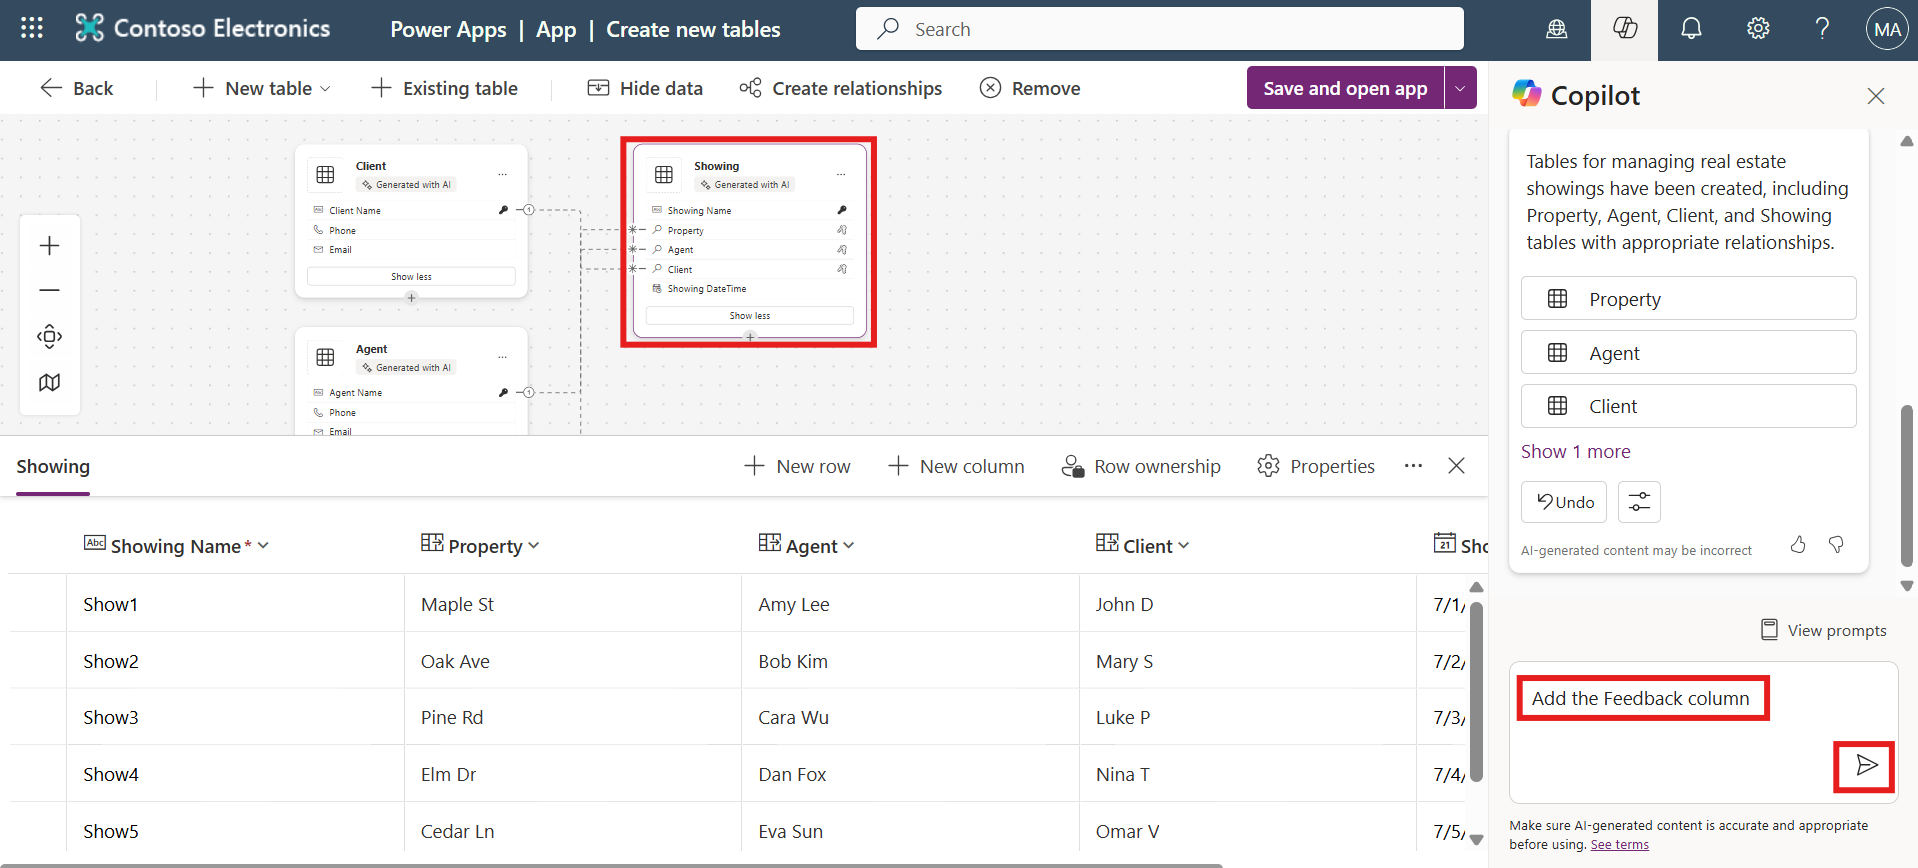 Contoso Electronics
Power Apps | App | Create new tables
Search
MA
Back
New table
Existing table
Hide data
Create relationships
Remove
Save and open app
Client
Generated with AI
Client Name
Phone
Email
Show less
Agent
Generated with AI
Agent Name
Phone
Email
Showing
Generated with AI
Showing Name
Property
Agent
Client
Showing DateTime
Show less
Showing
New row
New column
Row ownership
Properties
Abc Showing Name* Property Agent Client 21 Sho
Show1 Maple St Amy Lee John D 7/1/
Show2 Oak Ave Bob Kim Mary S 7/2/
Show3 Pine Rd Cara Wu Luke P 7/3/
Show4 Elm Dr Dan Fox Nina T 7/4/
Show5 Cedar Ln Eva Sun Omar V 7/5/
Copilot
Tables for managing real estate
showings have been created, including
Property, Agent, Client, and Showing
tables with appropriate relationships.
Property
Agent
Client
Show 1 more
Undo
AI-generated content may be incorrect
View prompts
Add the Feedback column
Make sure AI-generated content is accurate and appropriate
before using. See terms